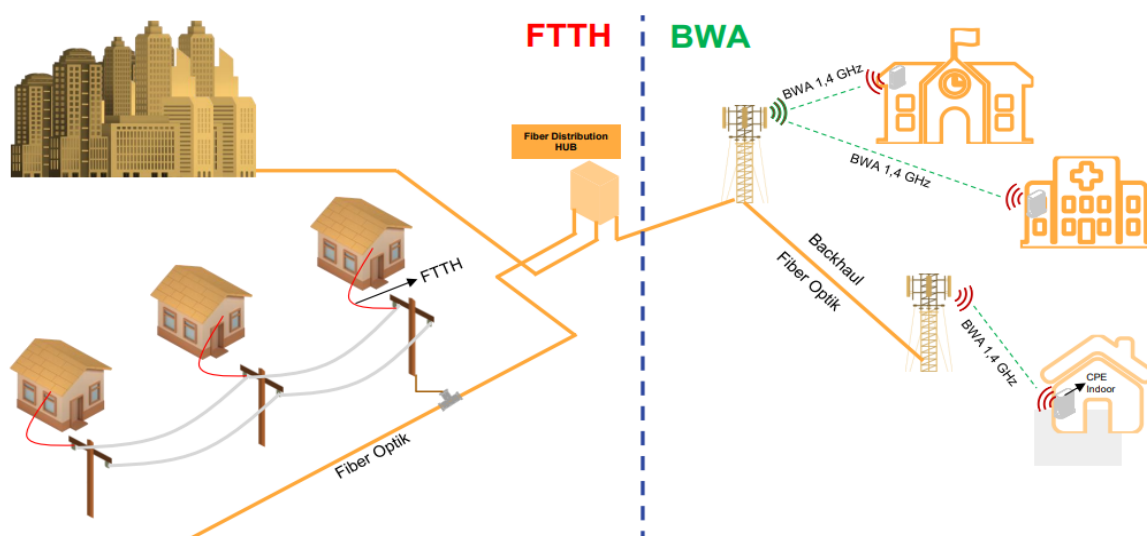 FTTH
BWA
Fiber Distribution
HUB
BWA 1,4 GHz
BWA 1,4 GHz
FTTH
Backhaul
Fiber Optik
BWA 1,4 GHz
CPE
Indoor
Fiber Optik